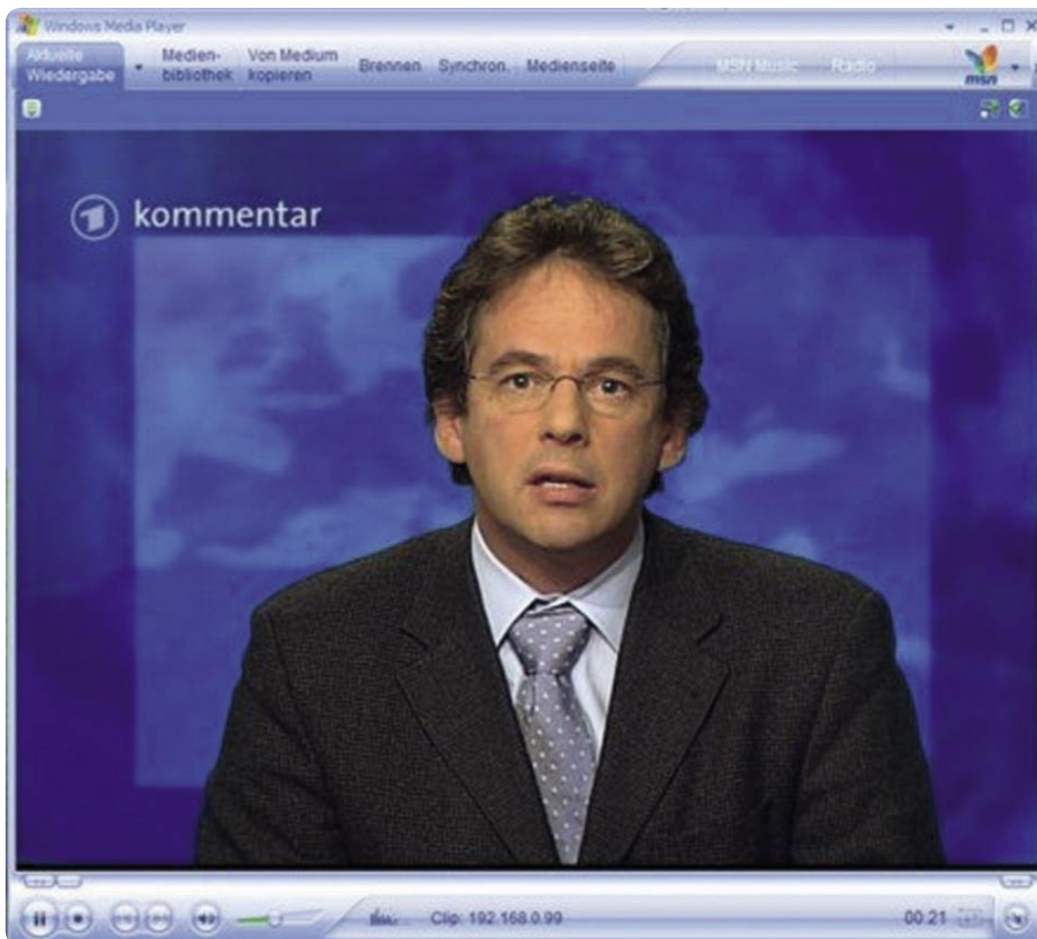 Windows Media Player
Aktuelle
Wiedergabe
Medien-
bibliothek
Von Medium
kopieren
Brennen
Synchron.
Medienseite
MSN Music
Radio
msn
1 kommentar
Clip: 192.168.0.99
00:21